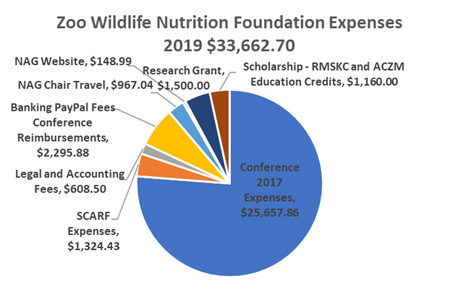 Zoo Wildlife Nutrition Foundation Expenses
2019 $33,662.70
NAG Website, $148.99
Research Grant,
$1,500.00
Scholarship - RMSKC and ACZM
Education Credits, $1,160.00
NAG Chair Travel, $967.04
Banking PayPal Fees
Conference
Reimbursements,
$2,295.88
Legal and Accounting
Fees, $608.50
SCARF
Expenses,
$1,324.43
Conference
2017
Expenses,
$25,657.86